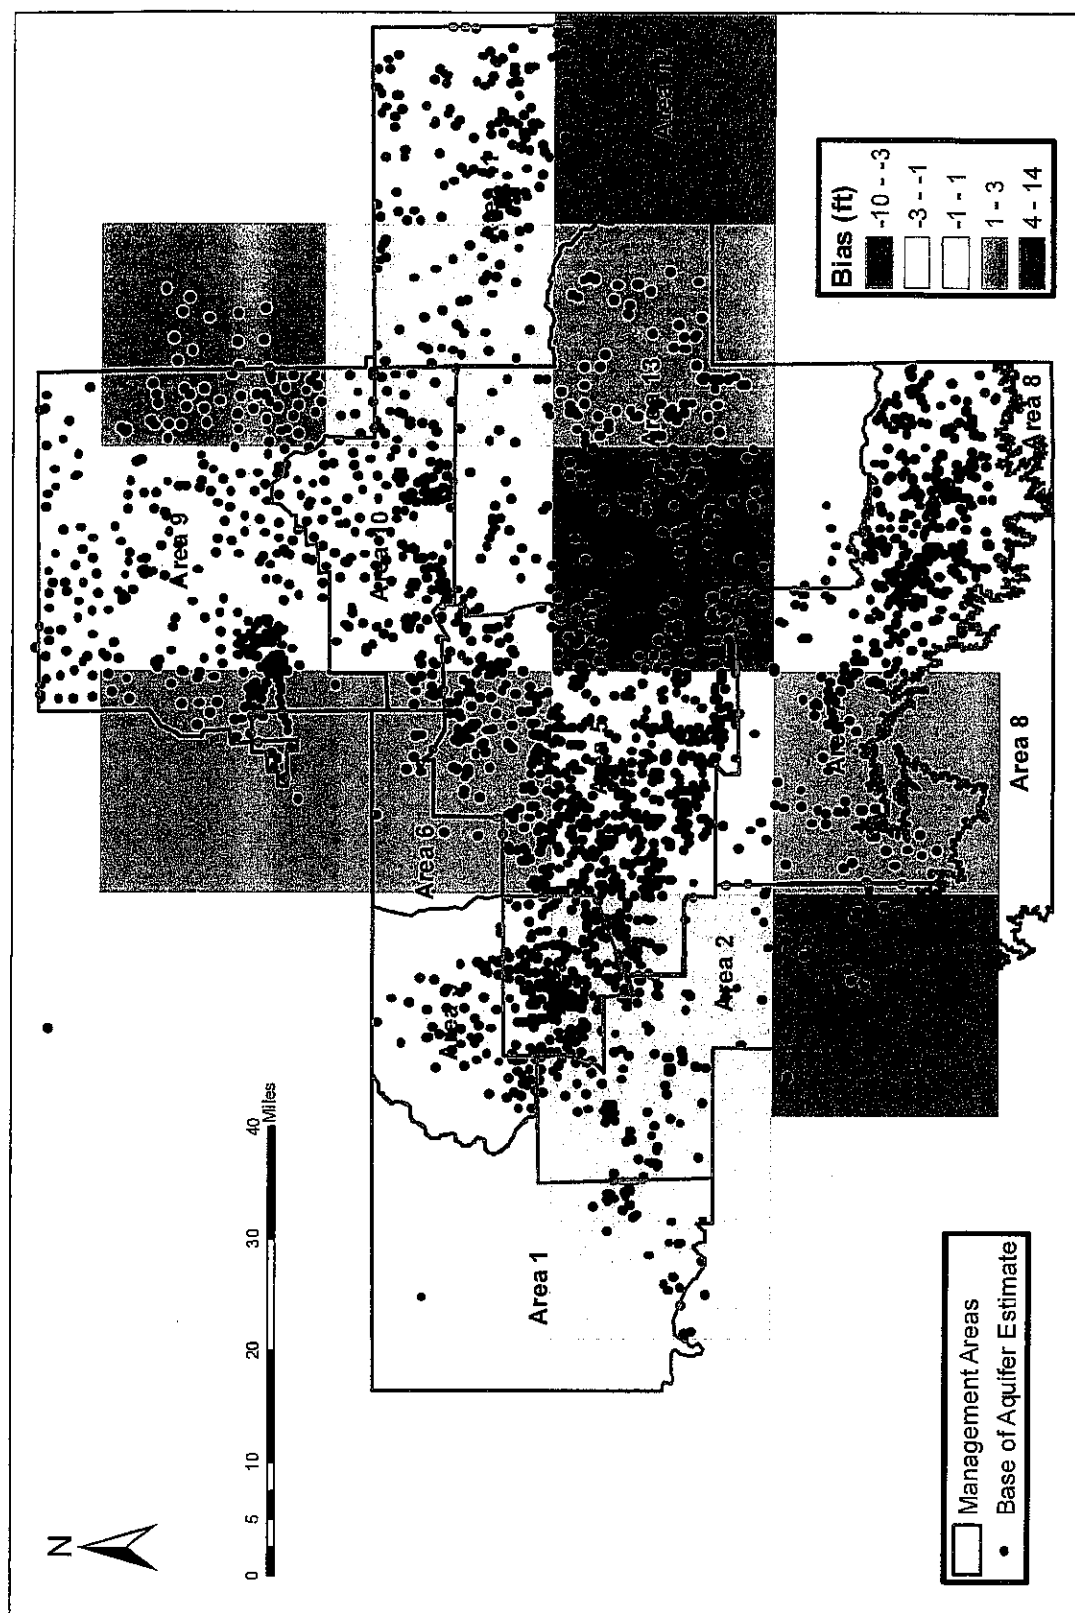 N
0
5
10
20
30
40
Miles
Area 9
Area 10
Area 6
Area 1
Area 2
Area 13
Area 8
Area 8
Management Areas
Base of Aquifer Estimate
Bias (ft)
-10 - -3
-3 - -1
-1 - 1
1 - 3
4 - 14